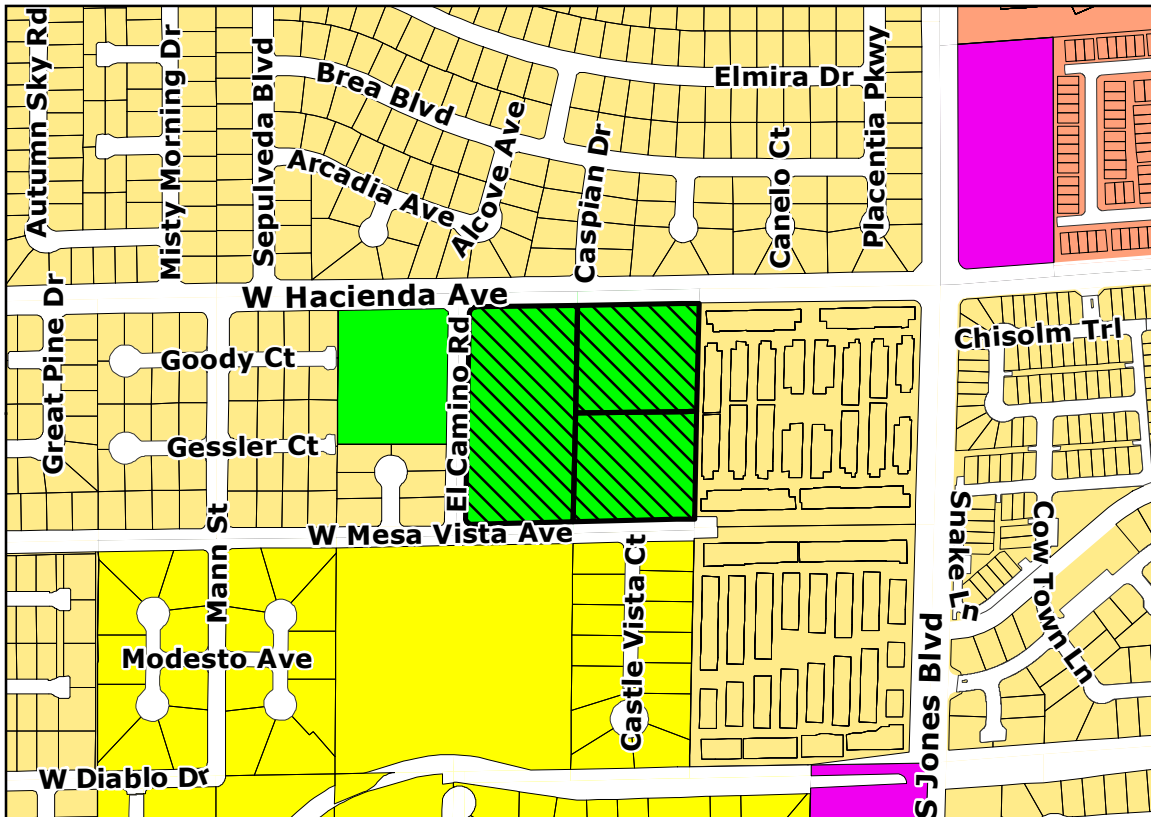 Autumn Sky Rd
Misty Morning Dr
Sepulveda Blvd
Brea Blvd
Arcadia Ave
Alcove Ave
Caspian Dr
Elmira Dr
Canelo Ct
Placentia Pkwy
W Hacienda Ave
Great Pine Dr
Goody Ct
Gessler Ct
El Camino Rd
Chisolm Trl
Mann St
W Mesa Vista Ave
Snake Ln
Cow Town Ln
Castle Vista Ct
Modesto Ave
S Jones Blvd
W Diablo Dr